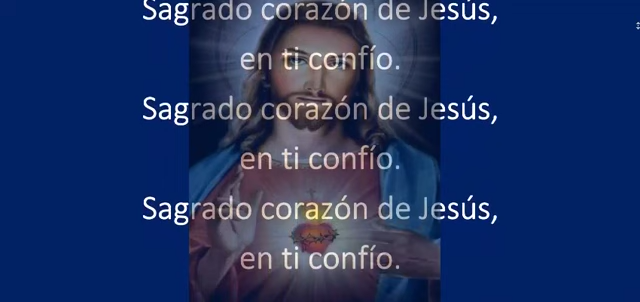 Sagrado corazón de Jesús,
en ti confío.
Sagrado corazón de Jesús,
en ti confío.
Sagrado corazón de Jesús,
en ti confío.